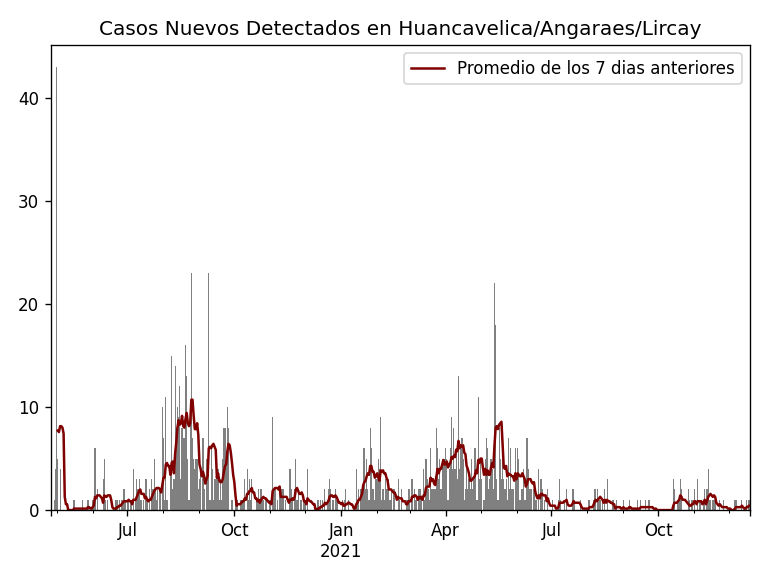 Casos Nuevos Detectados en Huancavelica/Angaraes/Lircay
Promedio de los 7 dias anteriores
40
30
20
10
0
Jul
Oct
Jan
2021
Apr
Jul
Oct